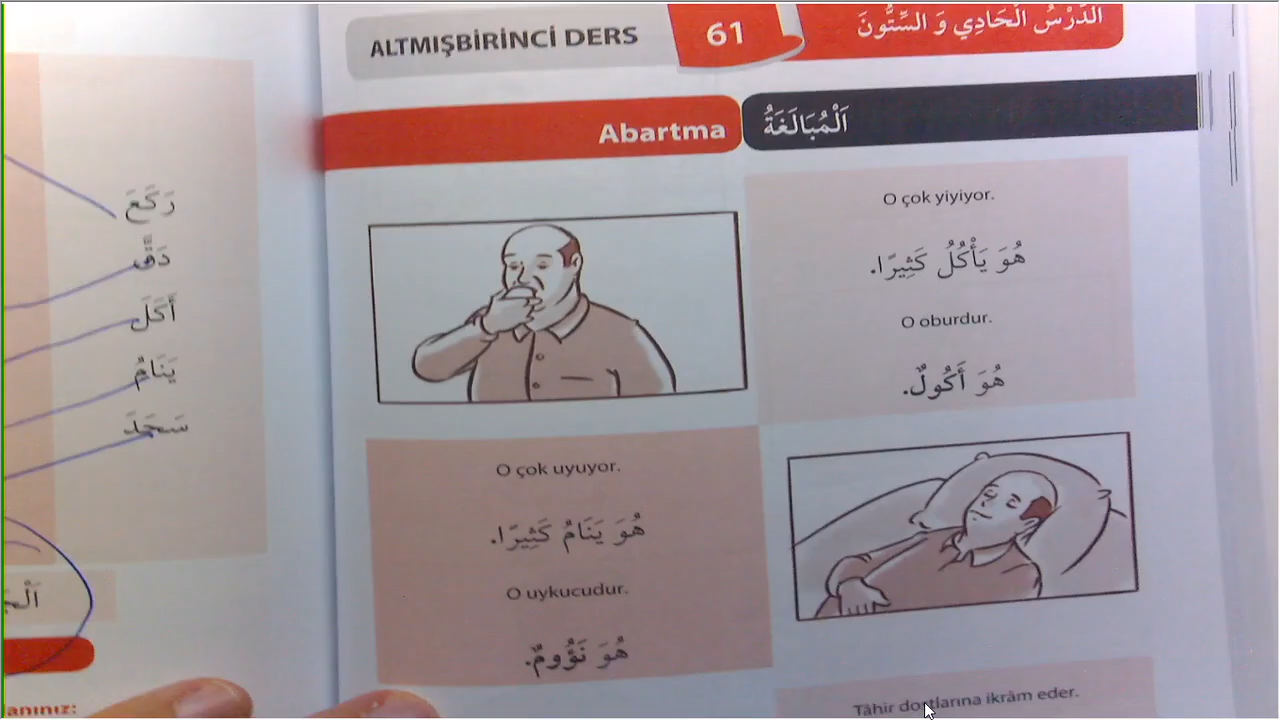 ALTMIŞBİRİNCİ DERS
61
اَلدَّرْسُ الْحَادِي وَ السِّتُّونَ
Abartma
اَلْمُبَالَغَةُ
O çok yiyiyor.
هُوَ يَأْكُلُ كَثِيرًا.
O oburdur.
هُوَ أَكُولٌ.
O çok uyuyor.
هُوَ يَنَامُ كَثِيرًا.
O uykucudur.
هُوَ نَؤُومٌ.
Tâhir dostlarına ikrâm eder.
رَكَعَ
دَقَّ
أَكَلَ
يَنَامُ
سَجَدَ